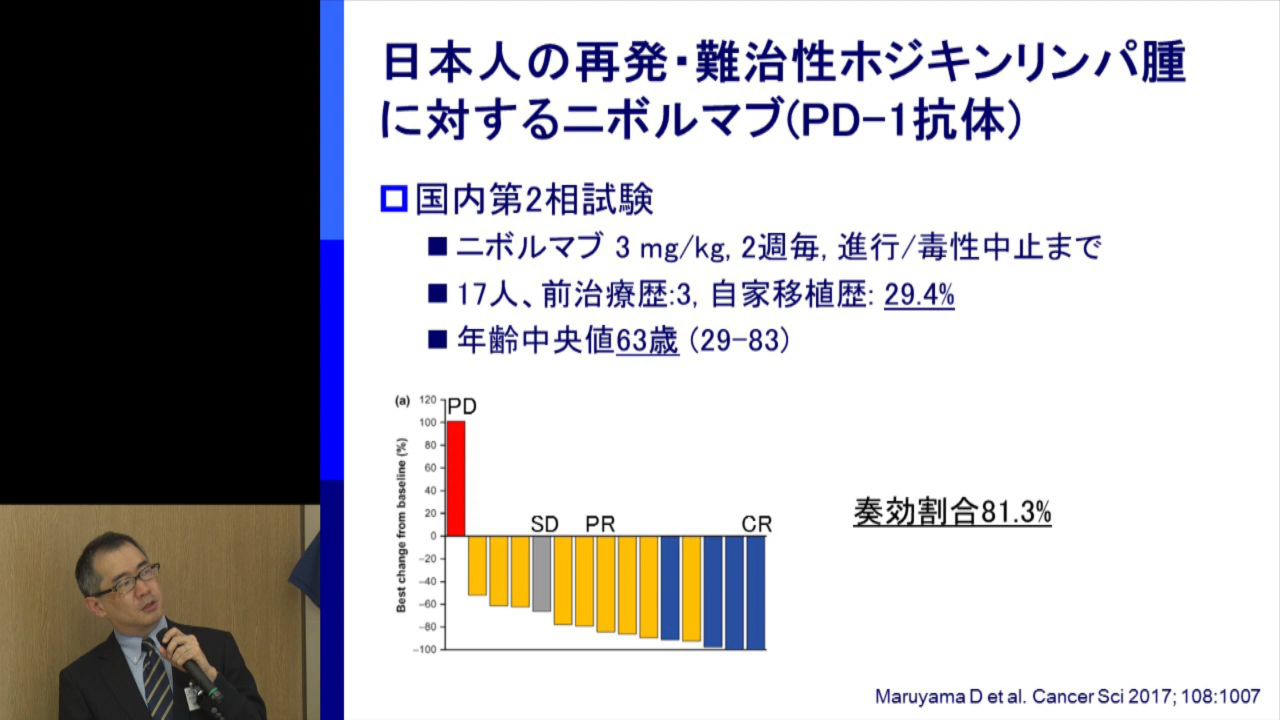 日本人の再発・難治性ホジキンリンパ腫
に対するニボルマブ(PD-1抗体)
国内第2相試験
ニボルマブ 3 mg/kg, 2週毎, 進行/毒性中止まで
17人、前治療歴:3, 自家移植歴: 29.4%
年齢中央値63歳 (29-83)
(a)
Best change from baseline (%)
120
100
80
60
40
20
0
-20
-40
-60
-80
-100
PD
SD
PR
CR
奏効割合81.3%
Maruyama D et al. Cancer Sci 2017; 108:1007